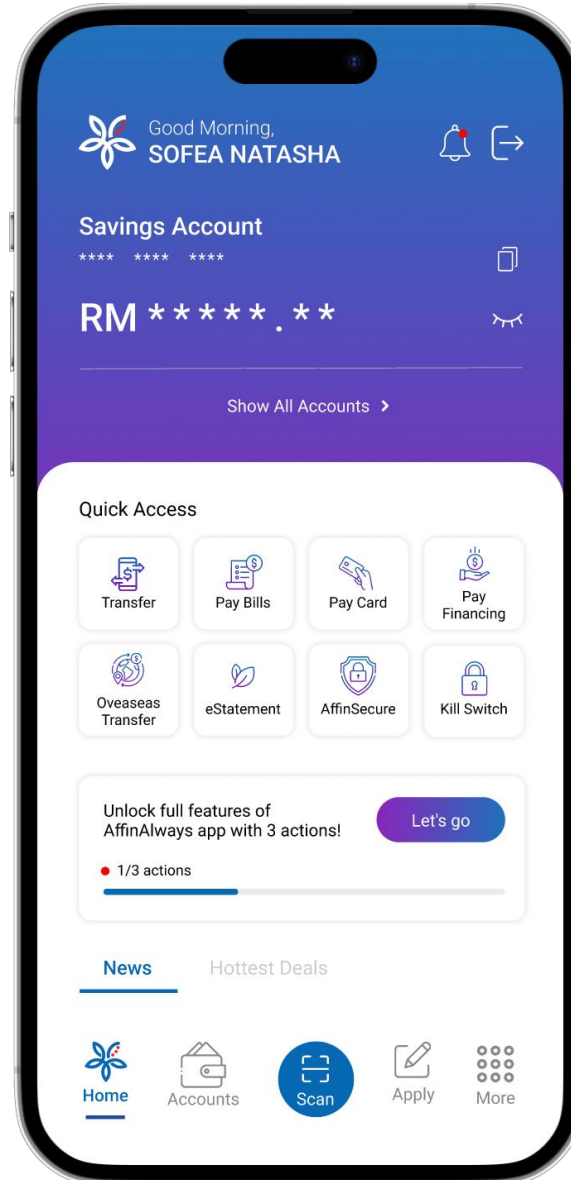 Good Morning,
SOFEA NATASHA
Savings Account
**** **** ****
RM *****.**
Show All Accounts >
Quick Access
Transfer
Pay Bills
Pay Card
Pay
Financing
Oveaseas
Transfer
eStatement
AffinSecure
Kill Switch
Unlock full features of
AffinAlways app with 3 actions!
Let's go
1/3 actions
News
Hottest Deals
Home
Accounts
Scan
Apply
More